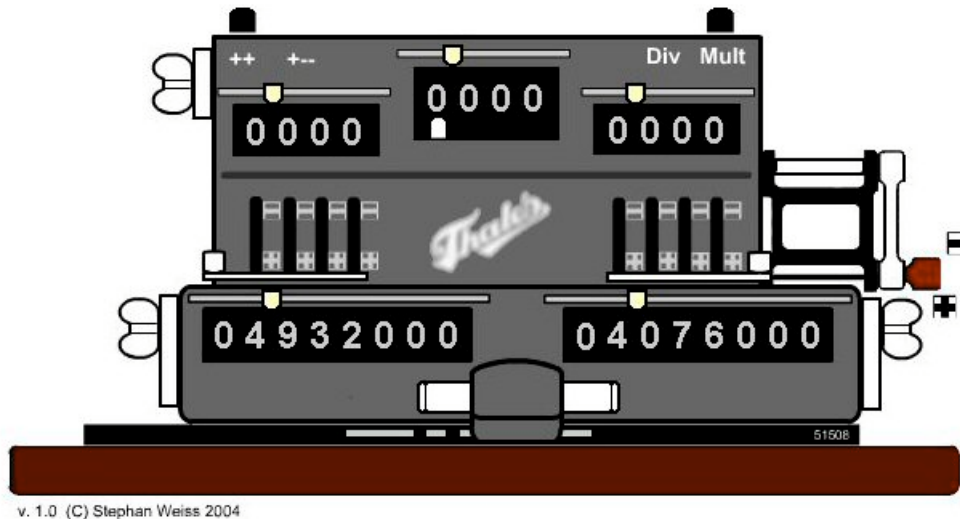 ++ +-- Div Mult
0000
0000 0000
Thales
04932000 04076000
51508
v. 1.0 (C) Stephan Weiss 2004